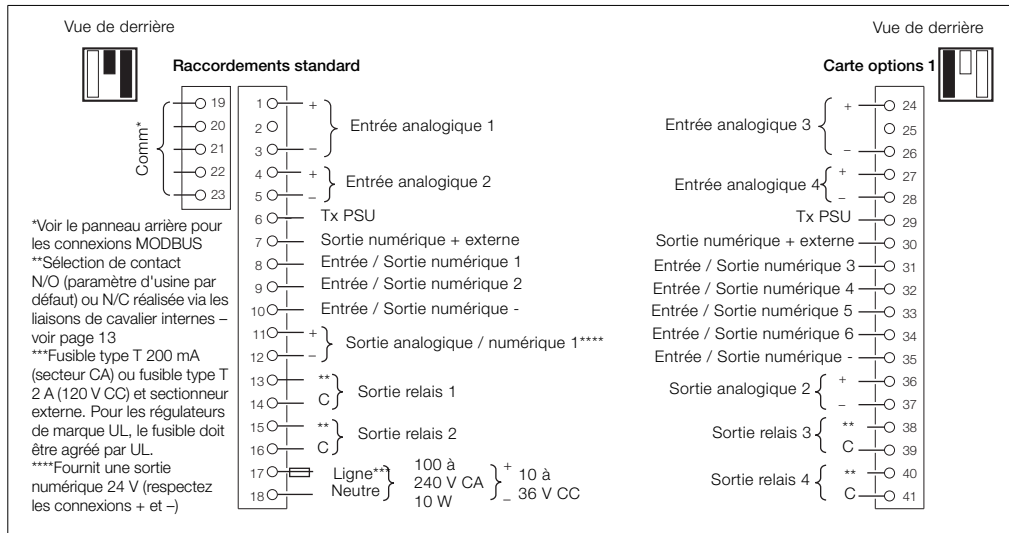 Vue de derrière
Raccordements standard
Comm*
19
20
21
22
23
1 +
2
3 –
Entrée analogique 1
4 +
5 –
Entrée analogique 2
6 Tx PSU
7 Sortie numérique + externe
8 Entrée / Sortie numérique 1
9 Entrée / Sortie numérique 2
10 Entrée / Sortie numérique -
11 +
12 –
Sortie analogique / numérique 1****
13 **
14 C
Sortie relais 1
15 **
16 C
Sortie relais 2
17 Ligne***
18 Neutre
100 à
240 V CA
10 W
+
–
10 à
36 V CC
*Voir le panneau arrière pour
les connexions MODBUS
**Sélection de contact
N/O (paramètre d'usine par
défaut) ou N/C réalisée via les
liaisons de cavalier internes –
voir page 13
***Fusible type T 200 mA
(secteur CA) ou fusible type T
2 A (120 V CC) et sectionneur
externe. Pour les régulateurs
de marque UL, le fusible doit
être agréé par UL.
****Fournit une sortie
numérique 24 V (respectez
les connexions + et –)
Vue de derrière
Carte options 1
Entrée analogique 3
+ 24
25
– 26
Entrée analogique 4
+ 27
– 28
Tx PSU 29
Sortie numérique + externe 30
Entrée / Sortie numérique 3 31
Entrée / Sortie numérique 4 32
Entrée / Sortie numérique 5 33
Entrée / Sortie numérique 6 34
Entrée / Sortie numérique - 35
Sortie analogique 2
+ 36
– 37
Sortie relais 3
** 38
C 39
Sortie relais 4
** 40
C 41